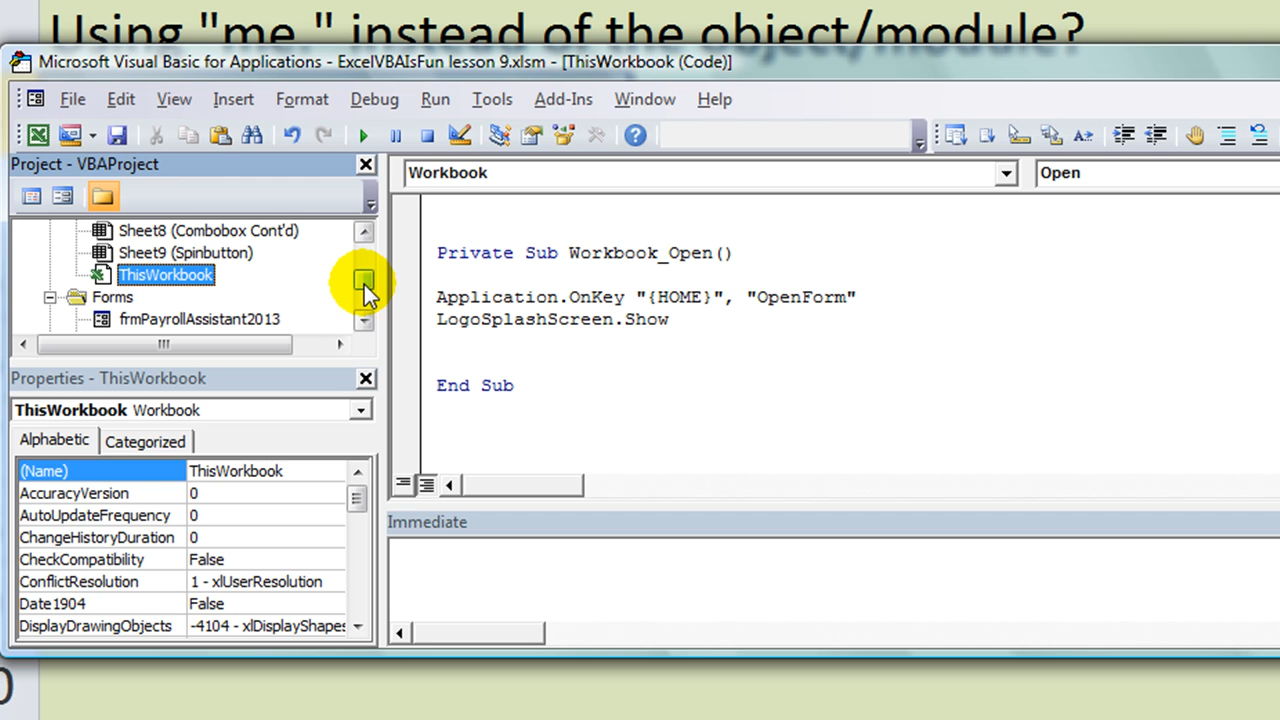 Using "me." instead of the object/module?
Microsoft Visual Basic for Applications - ExcelVBAIsFun lesson 9.xlsm - [ThisWorkbook (Code)]
File Edit View Insert Format Debug Run Tools Add-Ins Window Help
Project - VBAProject
Workbook
Open
Sheet8 (Combobox Cont'd)
Sheet9 (Spinbutton)
ThisWorkbook
Forms
frmPayrollAssistant2013
Private Sub Workbook_Open()
Application.OnKey "{HOME}", "OpenForm"
LogoSplashScreen.Show
End Sub
Properties - ThisWorkbook
ThisWorkbook Workbook
Alphabetic Categorized
(Name) ThisWorkbook
AccuracyVersion 0
AutoUpdateFrequency 0
ChangeHistoryDuration 0
CheckCompatibility False
ConflictResolution 1 - xlUserResolution
Date1904 False
DisplayDrawingObjects -4104 - xlDisplayShapes
Immediate
0